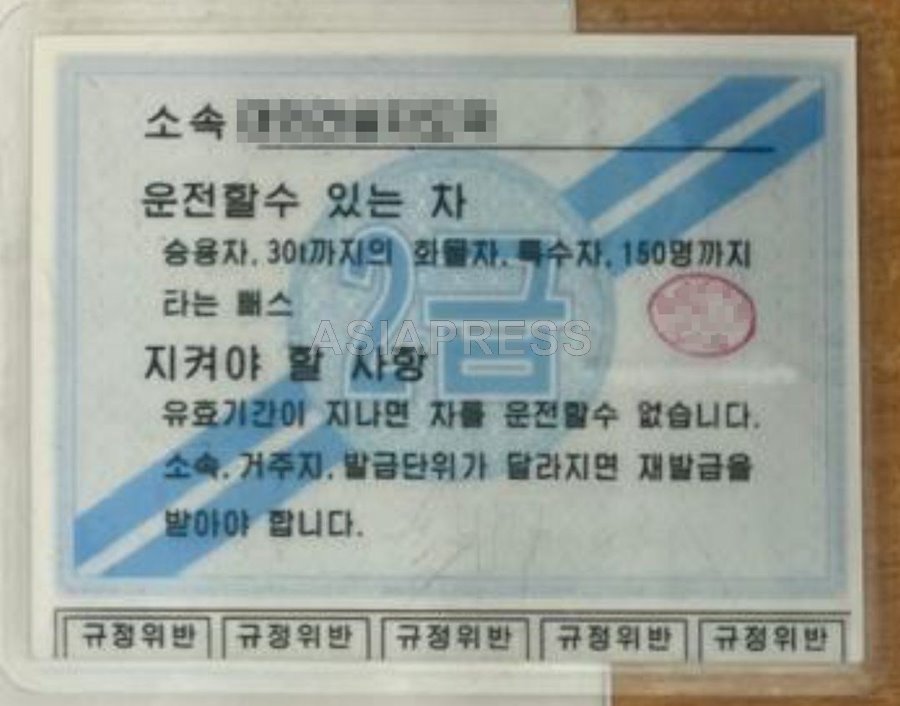 소속
운전할수 있는 차
승용차, 30t까지의 화물차, 특수차, 150명까지
타는 뻐스
2급
ASIAPRESS
지켜야 할 사항
유효기간이 지나면 차를 운전할수 없습니다.
소속, 거주지, 발급단위가 달라지면 재발급을
받아야 합니다.
규정위반 규정위반 규정위반 규정위반 규정위반